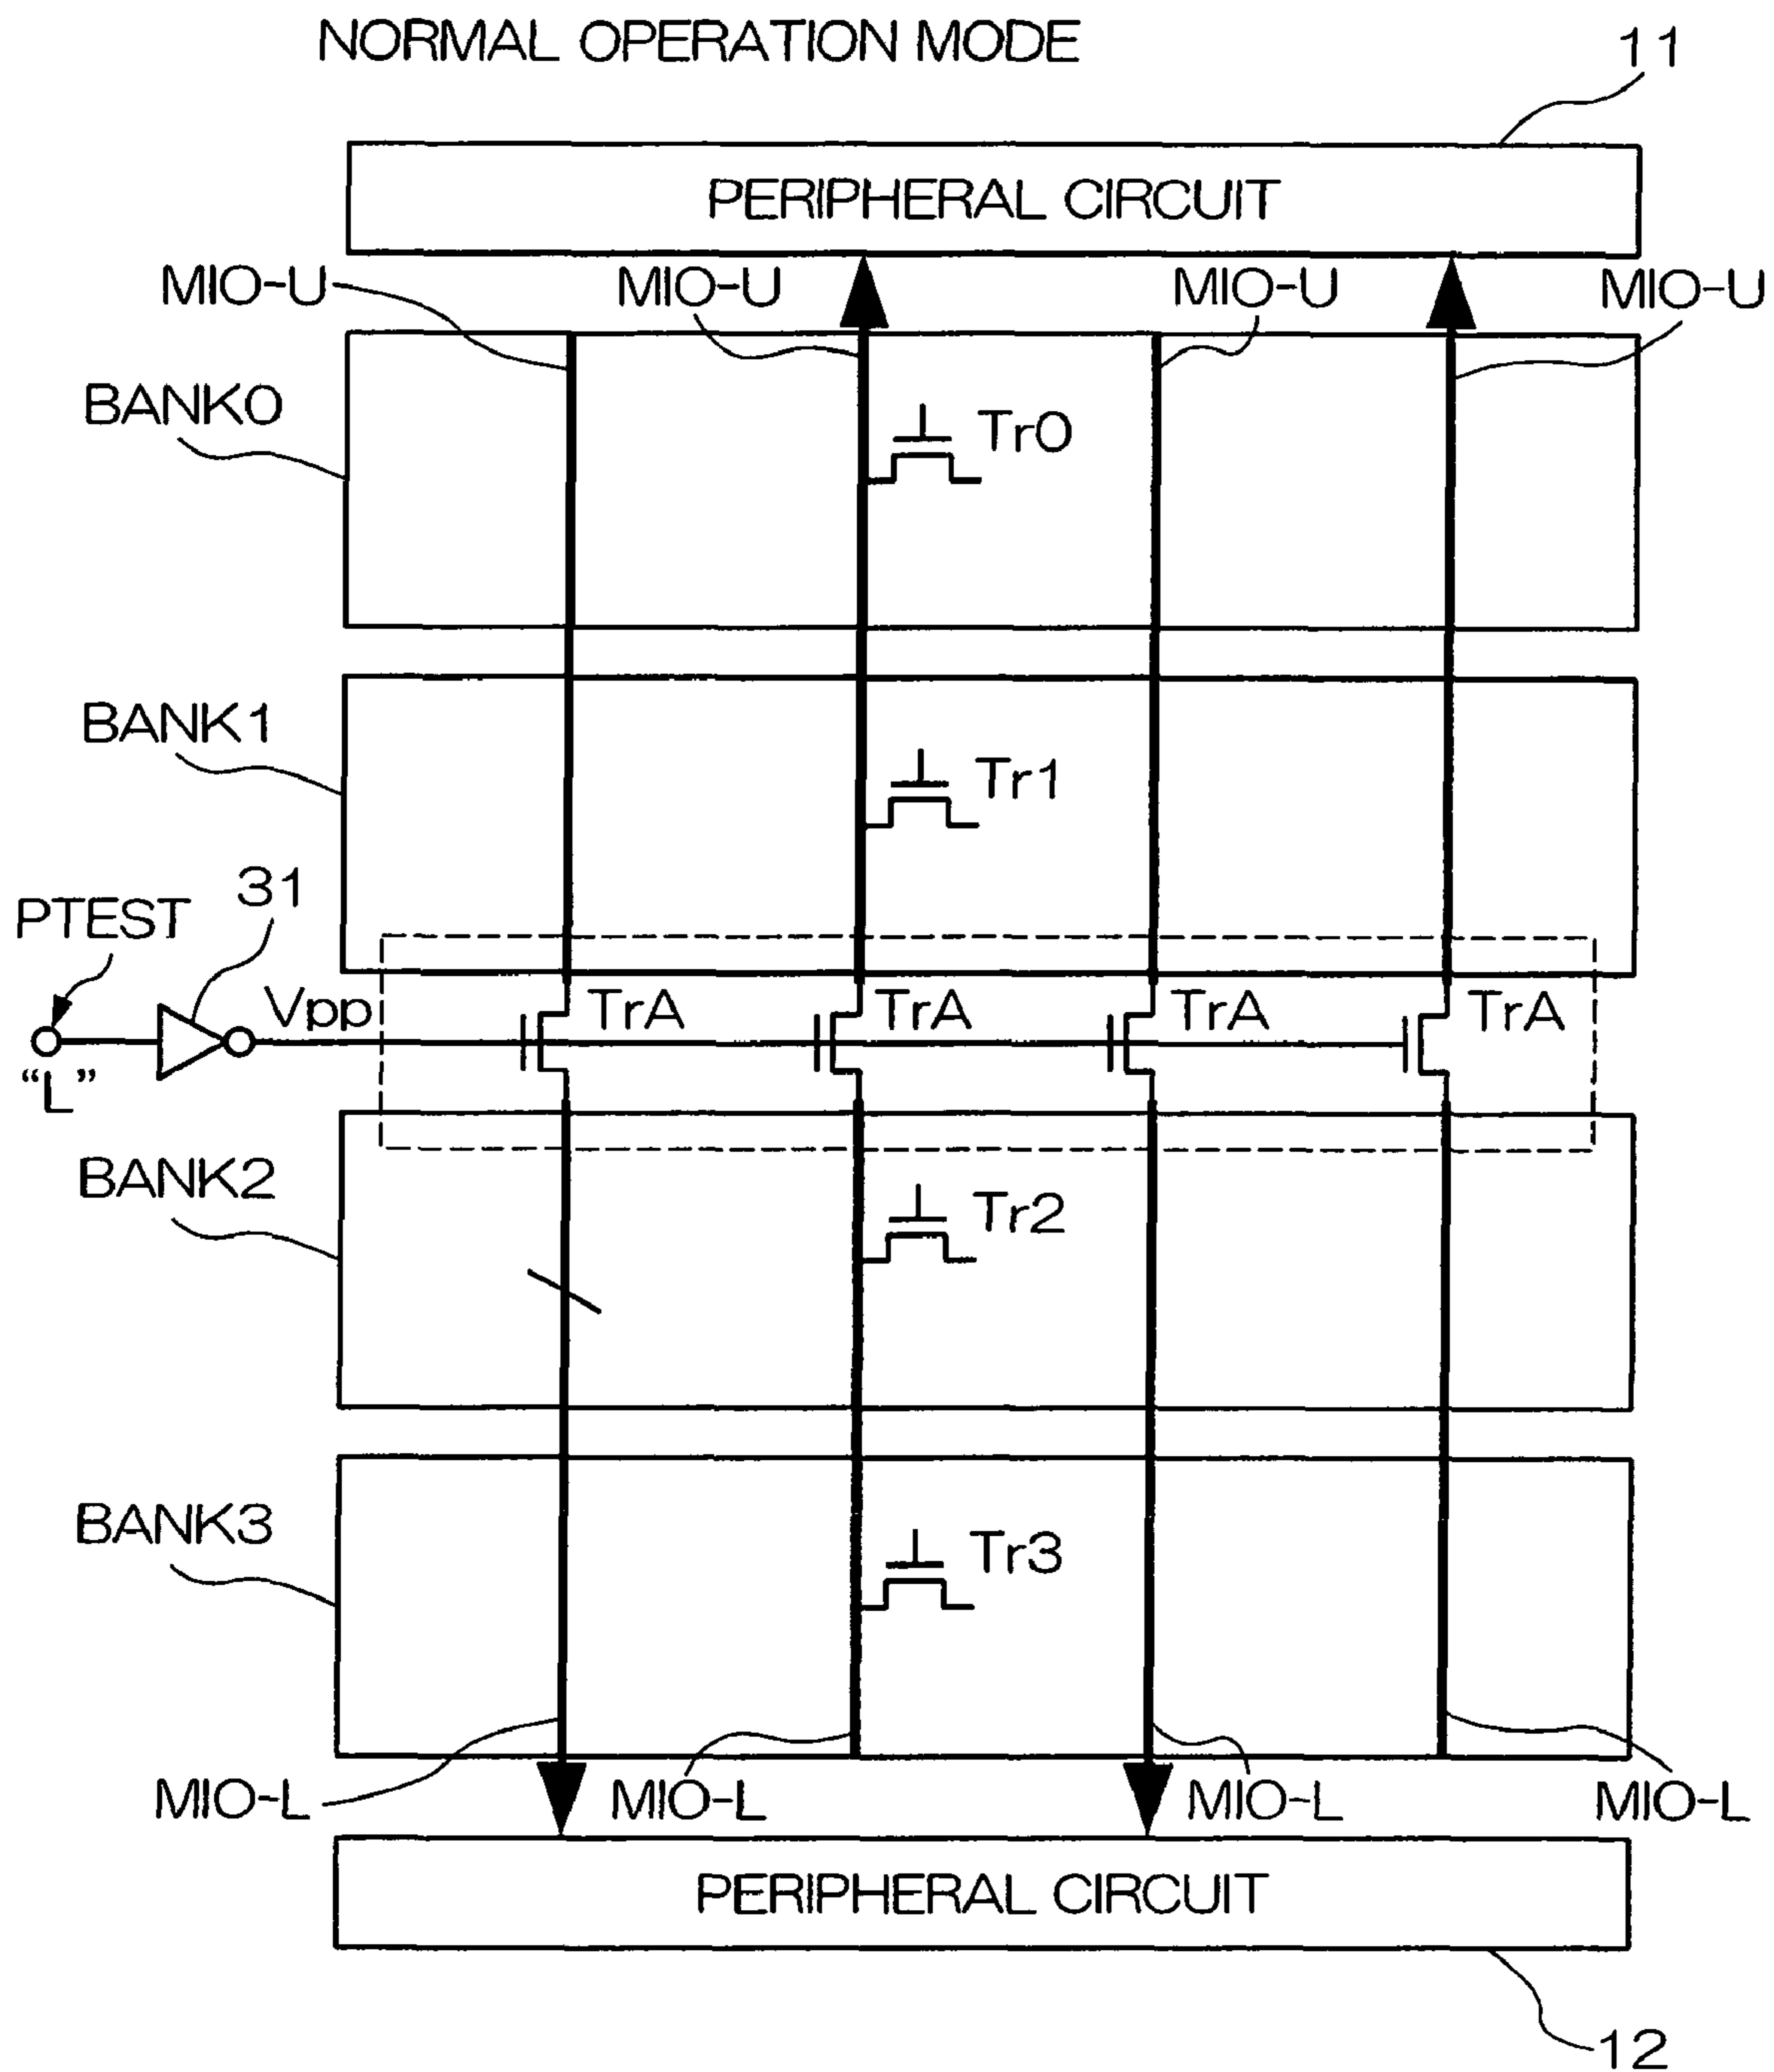 NORMAL OPERATION MODE
11
PERIPHERAL CIRCUIT
MIO-U MIO-U MIO-U MIO-U
BANK0
Tr0
BANK1
Tr1
31
PTEST
Vpp
TrA TrA TrA TrA
“L”
BANK2
Tr2
BANK3
Tr3
MIO-L MIO-L MIO-L MIO-L
PERIPHERAL CIRCUIT
12